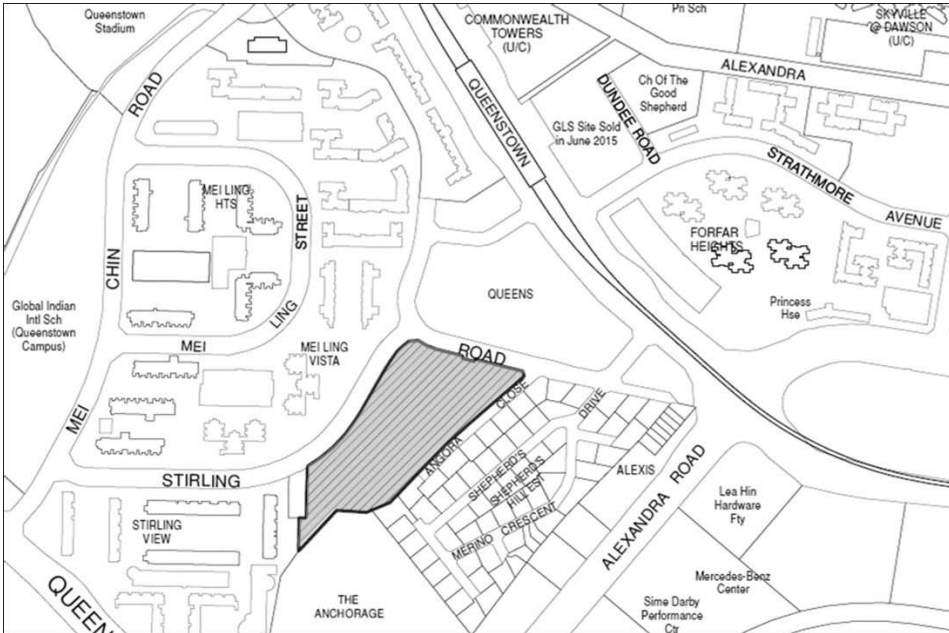 Queenstown
Stadium
COMMONWEALTH
TOWERS
(U/C)
Pri Sch
SKYVILLE
@ DAWSON
(U/C)
ALEXANDRA
ROAD
QUEENSTOWN
DUNDEE ROAD
Ch Of The
Good
Shepherd
GLS Site Sold
in June 2015
STRATHMORE
AVENUE
MEI LING
HTS
STREET
CHIN
FORFAR
HEIGHTS
Global Indian
Intl Sch
(Queenstown
Campus)
QUEENS
Princess
Hse
LING
MEI
MEI LING
VISTA
ROAD
MEI
CLOSE
DRIVE
ANGORA
SHEPHERD'S
SHEPHERD'S
HILL EST
ALEXIS
STIRLING
ALEXANDRA ROAD
Lea Hin
Hardware
Fty
STIRLING
VIEW
MERINO CRESCENT
QUEEN
THE
ANCHORAGE
Mercedes-Benz
Center
Sime Darby
Performance
Ctr